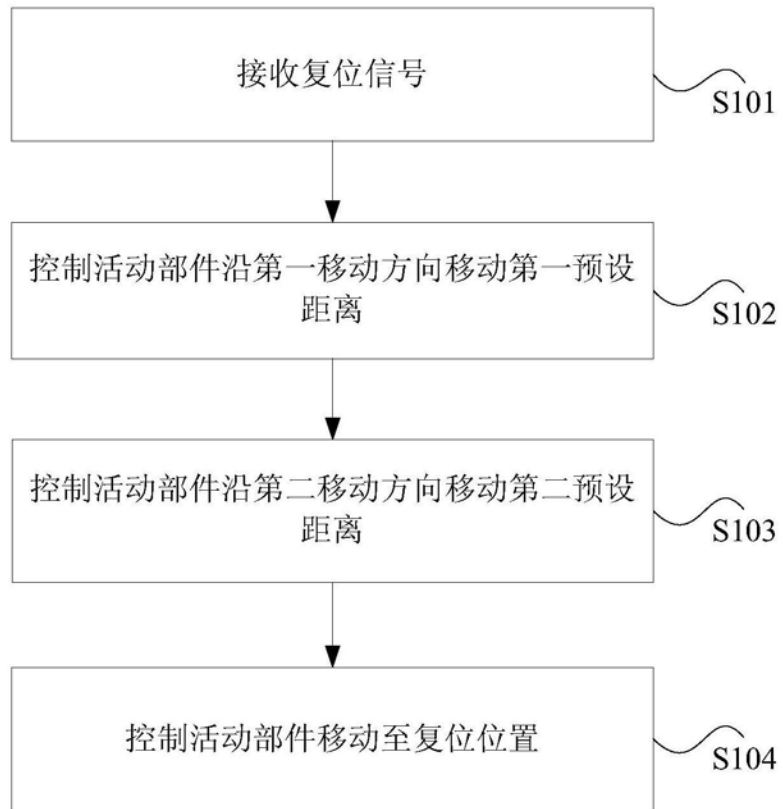 接收复位信号
S101
控制活动部件沿第一移动方向移动第一预设
距离
S102
控制活动部件沿第二移动方向移动第二预设
距离
S103
控制活动部件移动至复位位置
S104